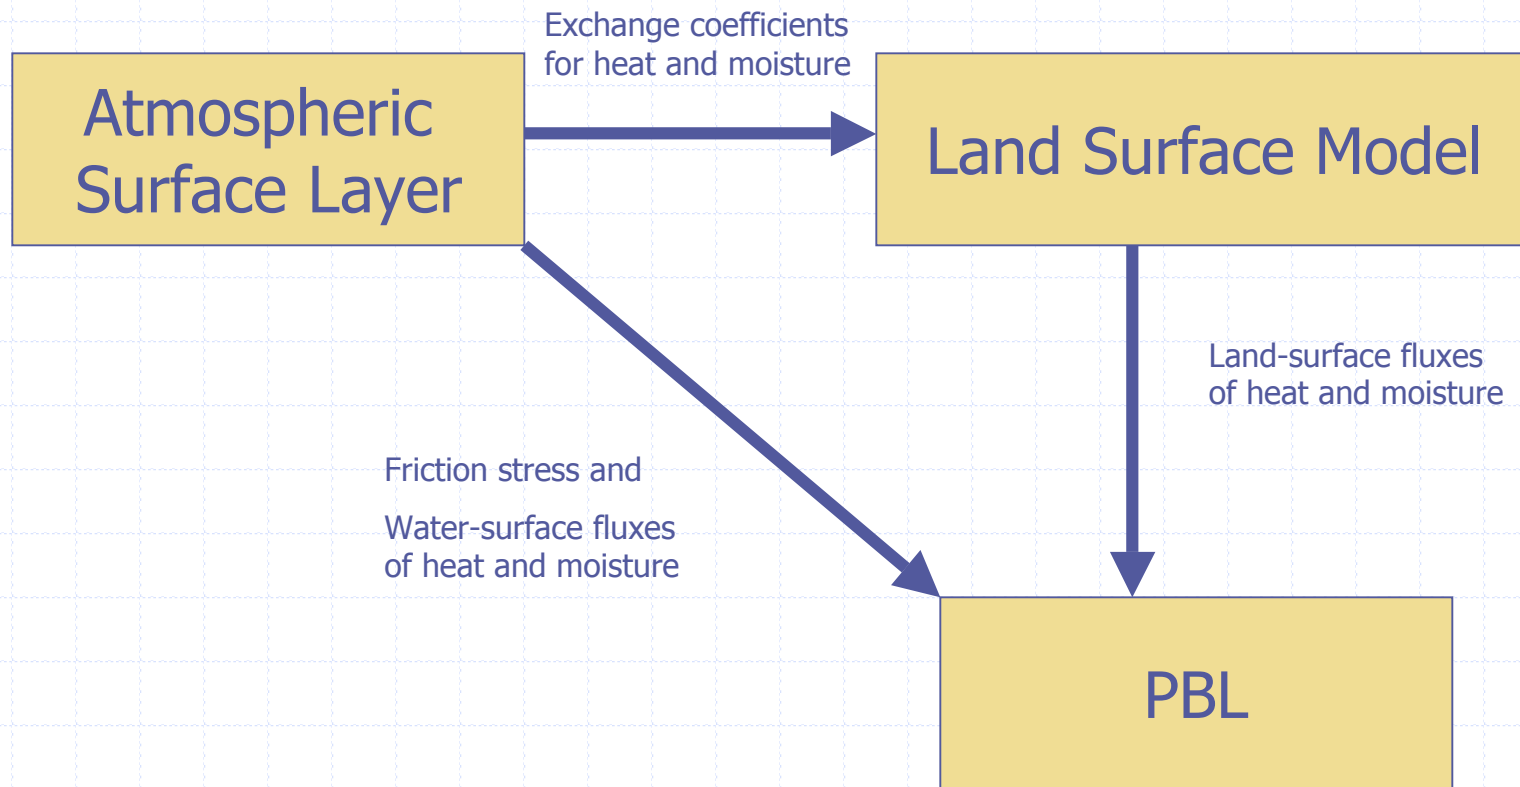 Exchange coefficients
for heat and moisture
Atmospheric
Surface Layer
Land Surface Model
Land-surface fluxes
of heat and moisture
Friction stress and
Water-surface fluxes
of heat and moisture
PBL